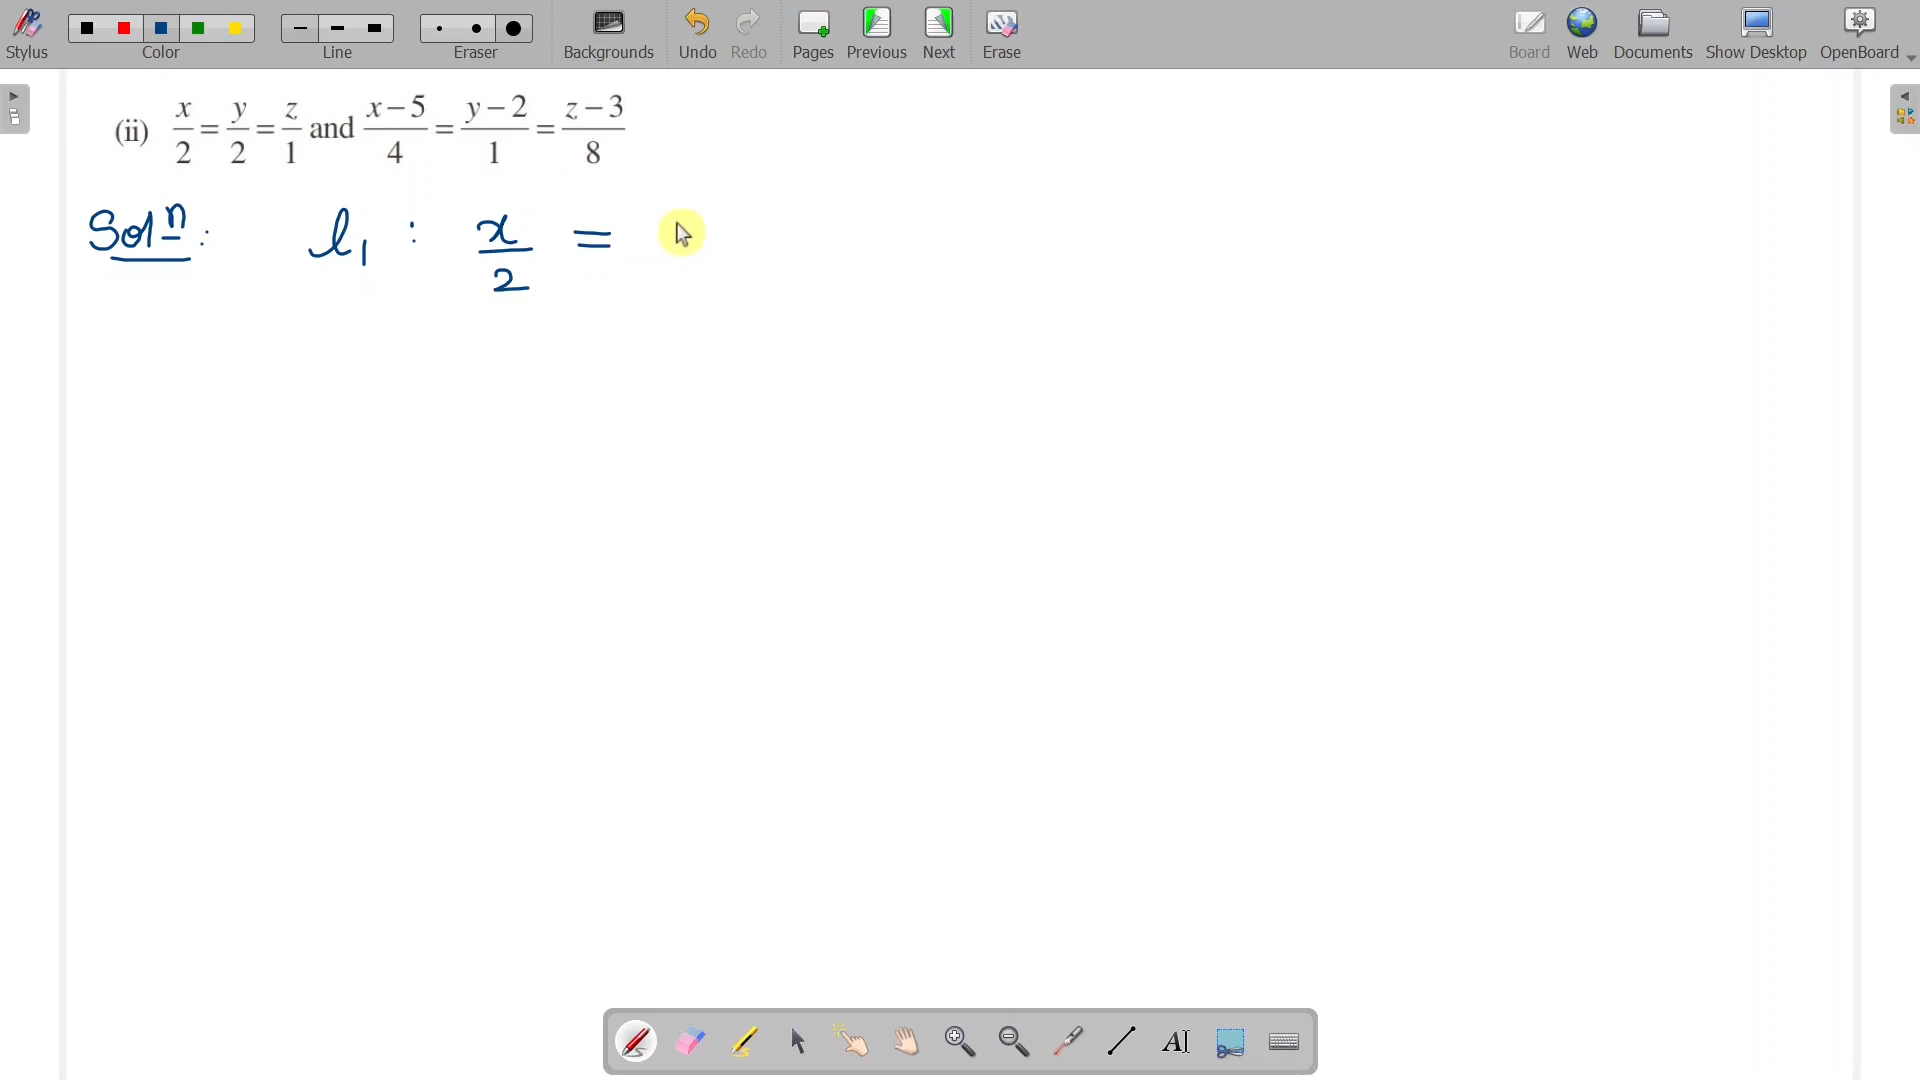 Stylus Color Line Eraser Backgrounds Undo Redo Pages Previous Next Erase Board Web Documents Show Desktop OpenBoard
(ii) x/2 = y/2 = z/1 and x−5/4 = y−2/1 = z−3/8
Solⁿ: l₁ : x/2 =
AI